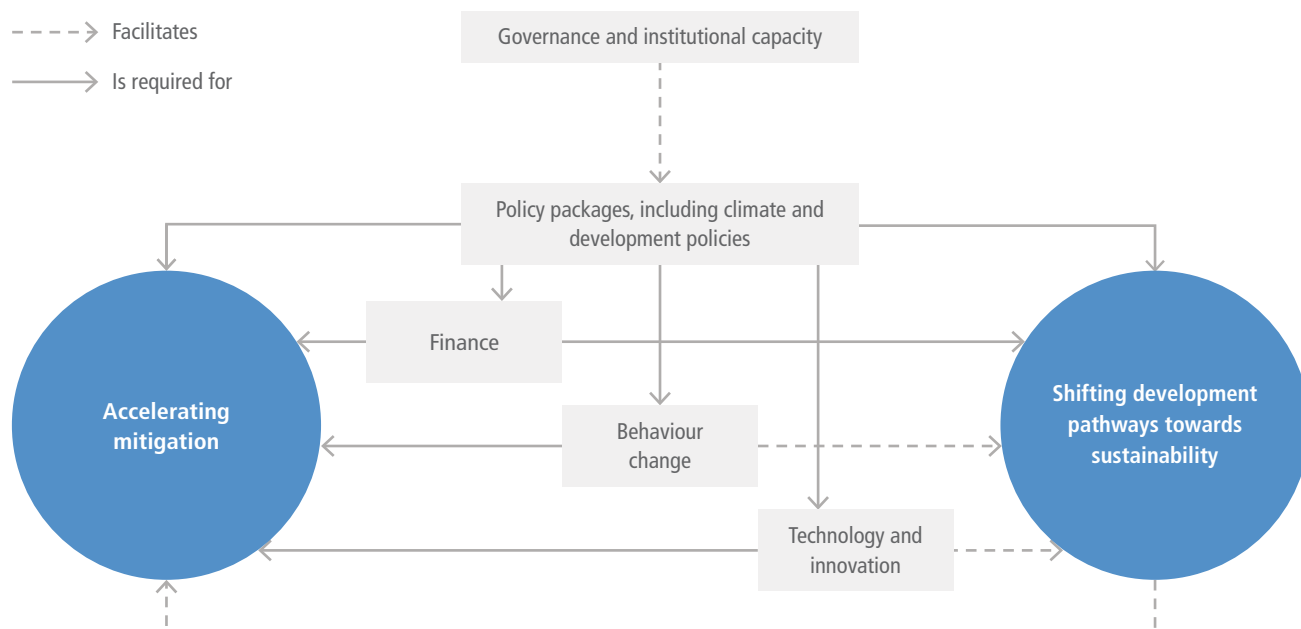 Facilitates
Is required for
Governance and institutional capacity
Policy packages, including climate and
development policies
Finance
Accelerating
mitigation
Behaviour
change
Shifting development
pathways towards
sustainability
Technology and
innovation